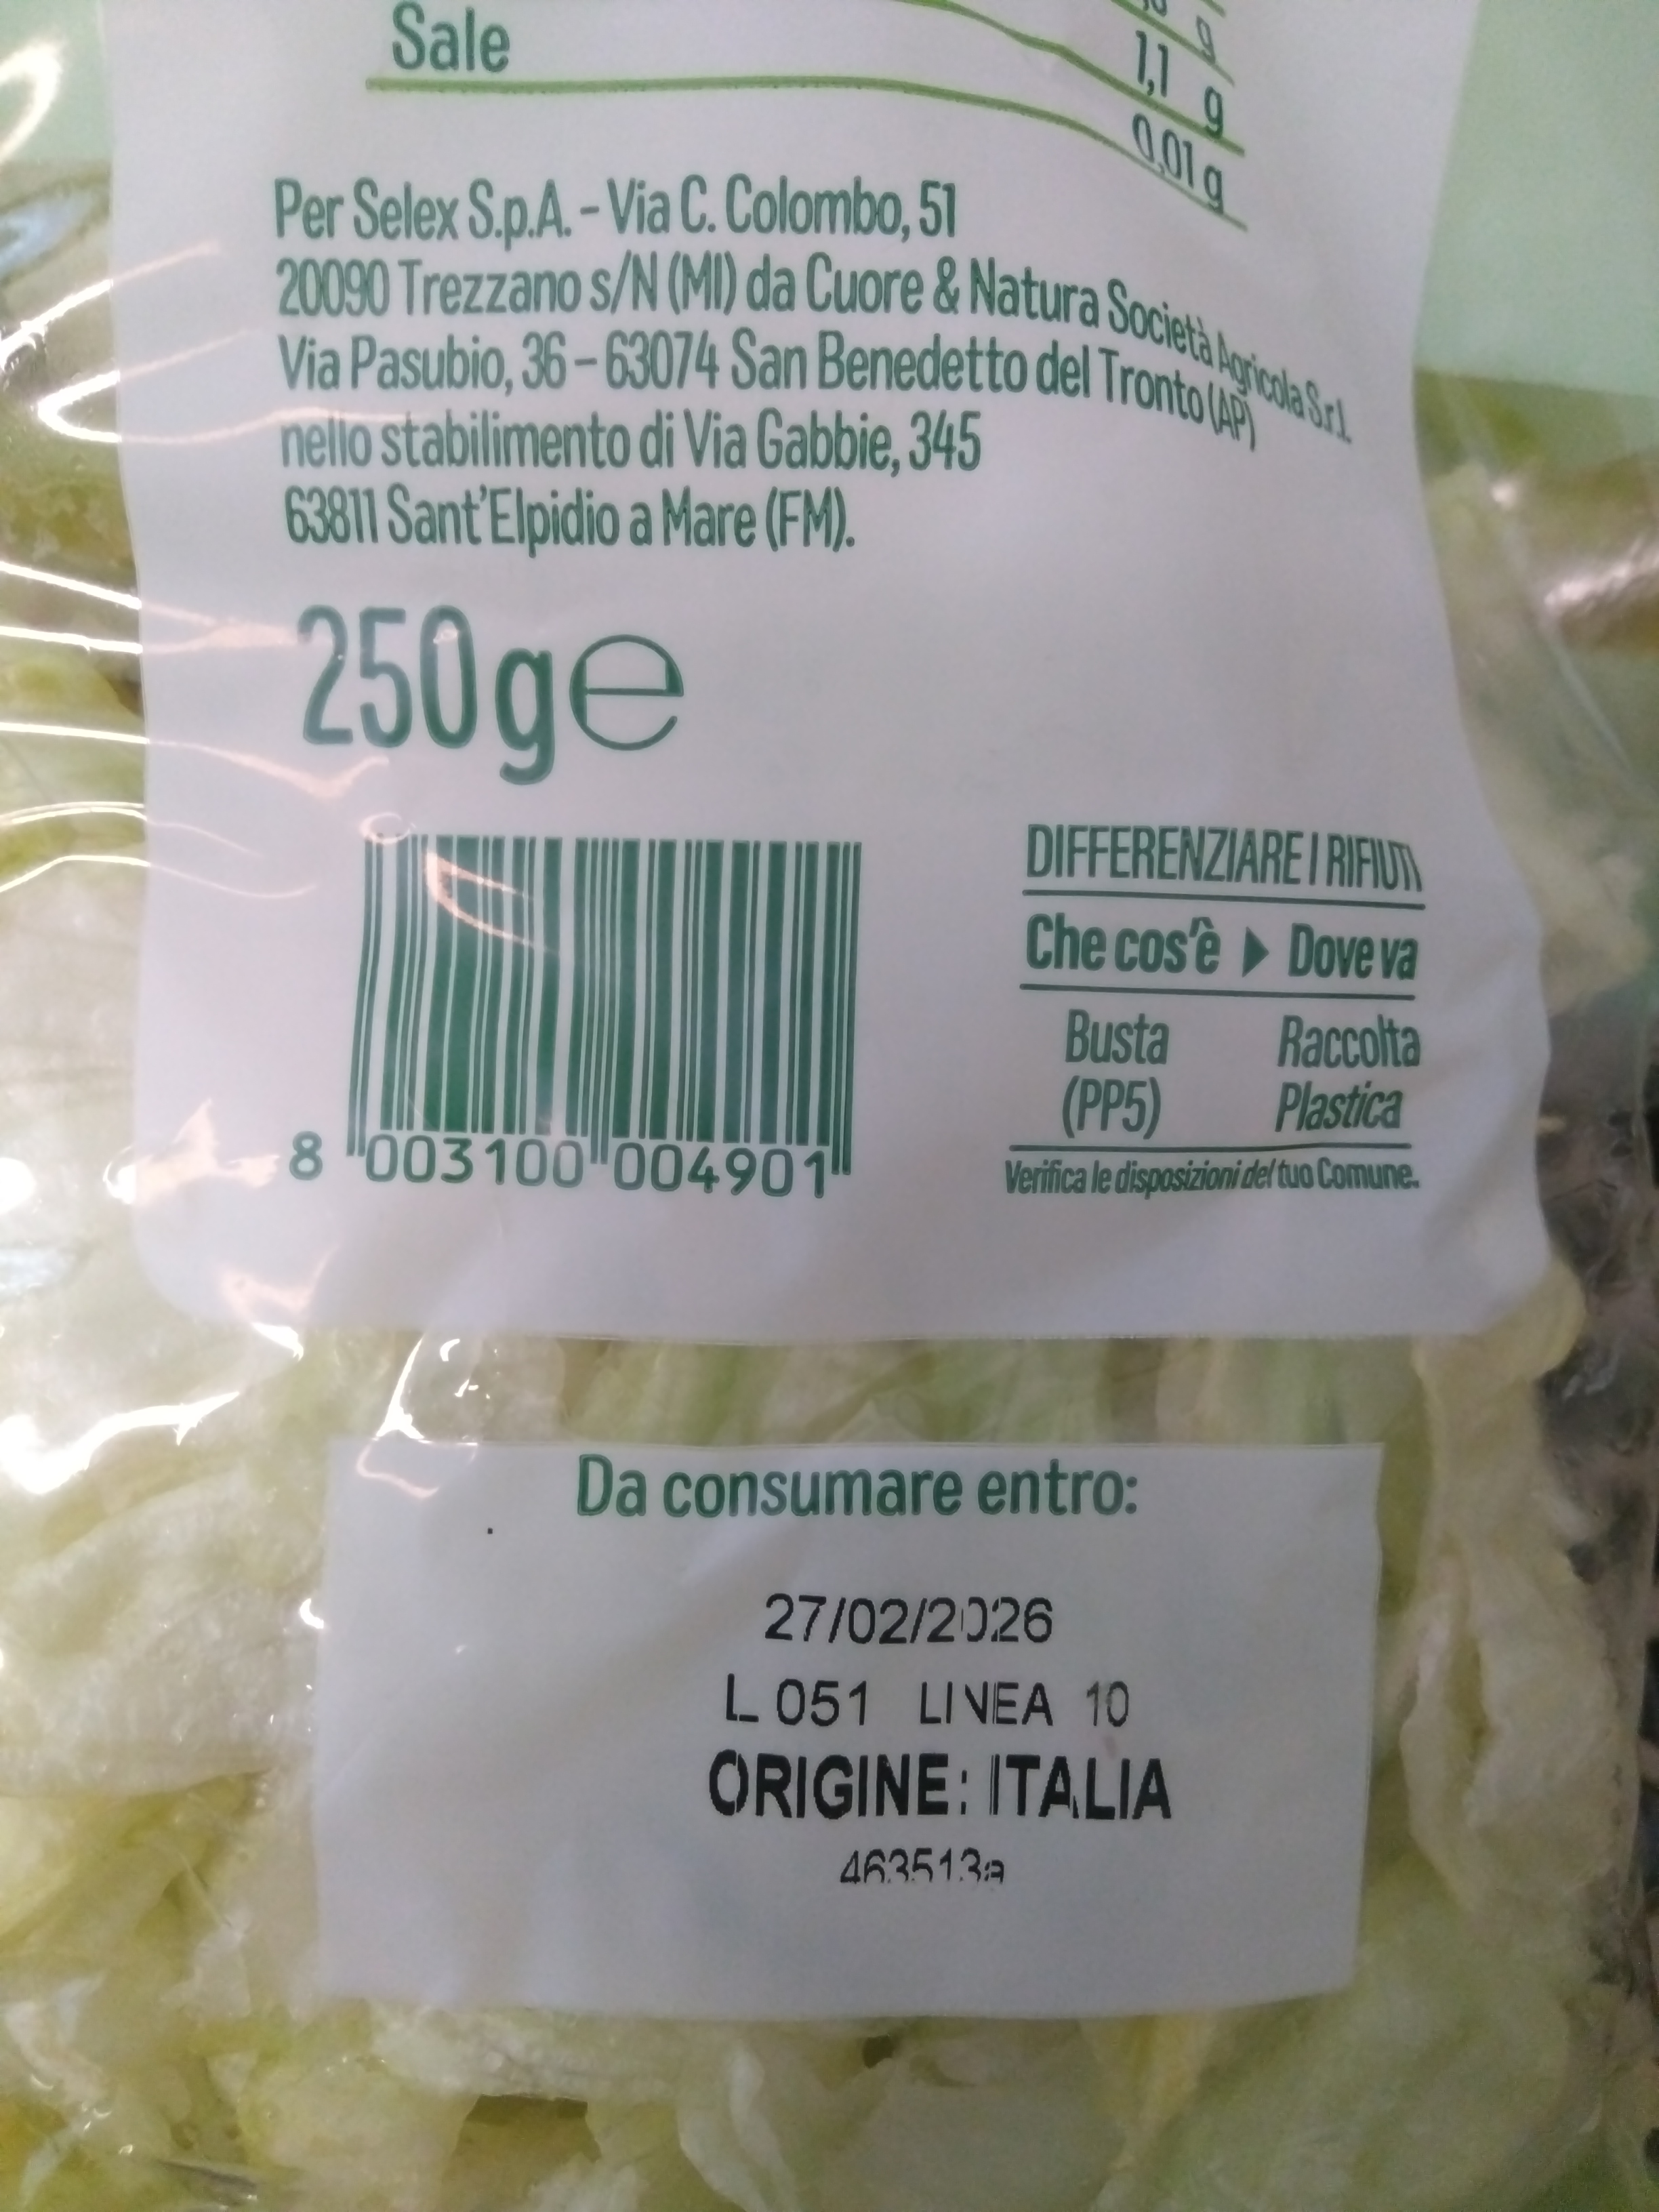 g
1,1 g
Sale 0,01 g
Per Selex S.p.A. – Via C. Colombo, 51
20090 Trezzano s/N (MI) da Cuore & Natura Società Agricola S.r.l.
Via Pasubio, 36 – 63074 San Benedetto del Tronto (AP)
nello stabilimento di Via Gabbie, 345
63811 Sant'Elpidio a Mare (FM).
250 g e
8 003100 004901
DIFFERENZIARE I RIFIUTI
Che cos'è ▶ Dove va
Busta Raccolta
(PP5) Plastica
Verifica le disposizioni del tuo Comune.
Da consumare entro:
27/02/2026
L 051 LINEA 10
ORIGINE: ITALIA
463513a